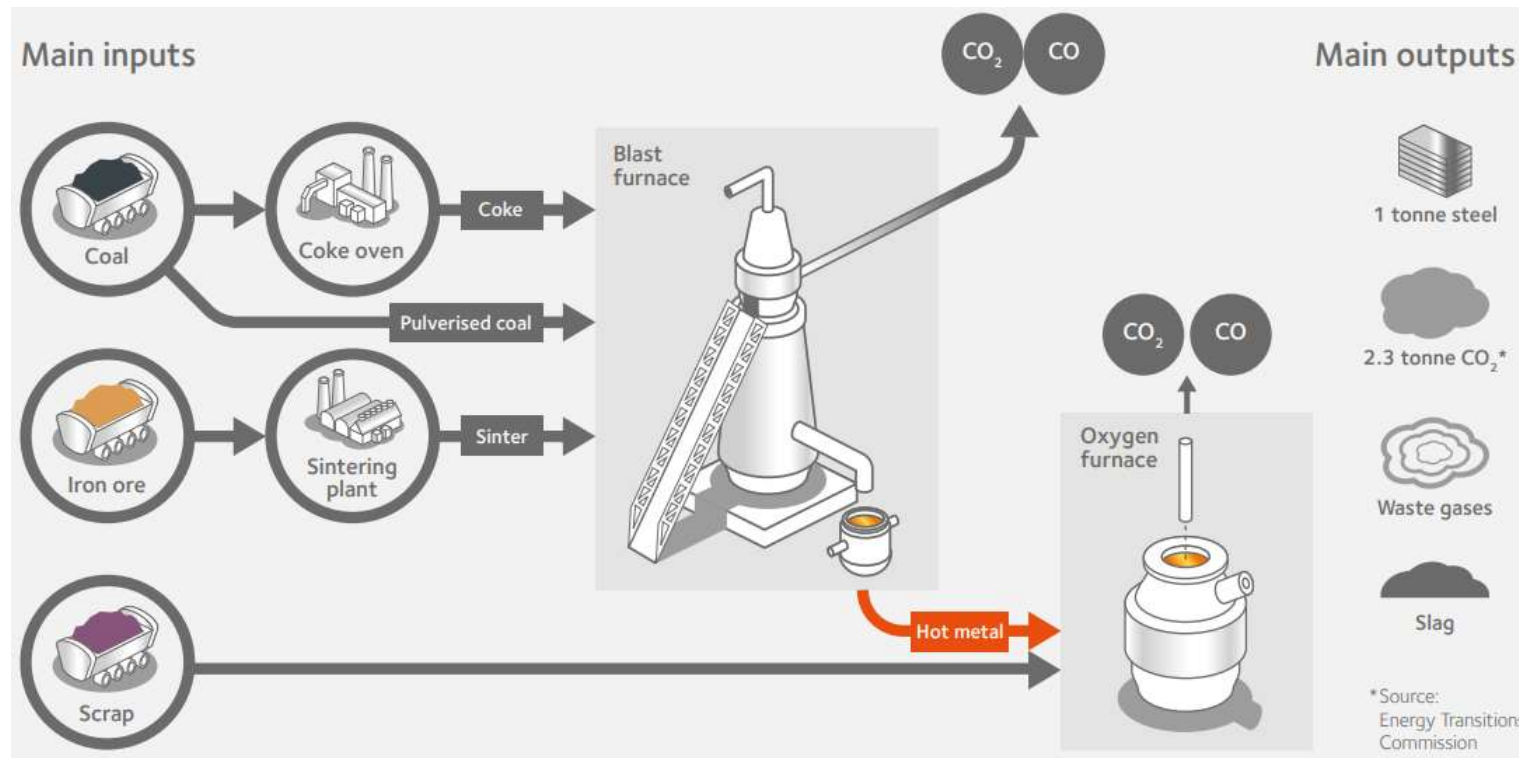 Main inputs
Main outputs
CO₂
CO
Blast
furnace
Coal
Coke oven
Coke
Pulverised coal
Iron ore
Sintering
plant
Sinter
Scrap
Hot metal
CO₂
CO
Oxygen
furnace
1 tonne steel
2.3 tonne CO₂*
Waste gases
Slag
*Source:
Energy Transitions
Commission